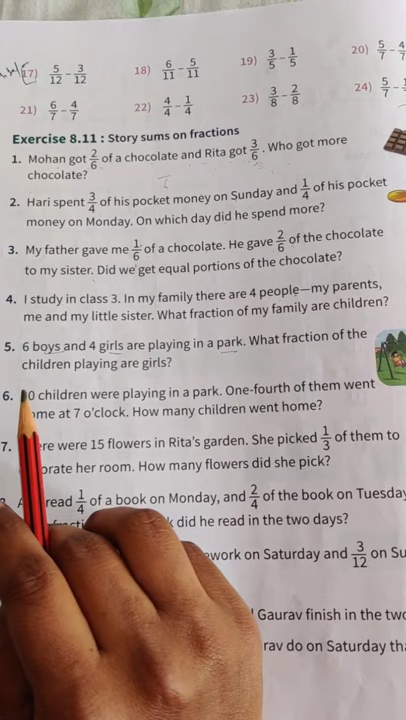 17) 5/12 - 3/12 18) 6/11 - 5/11 19) 3/5 - 1/5 20) 5/7 - 4
21) 6/7 - 4/7 22) 4/4 - 1/4 23) 3/8 - 2/8 24) 5/7 -
Exercise 8.11 : Story sums on fractions
1. Mohan got 2/6 of a chocolate and Rita got 3/6. Who got more
chocolate?
2. Hari spent 3/4 of his pocket money on Sunday and 1/4 of his pocket
money on Monday. On which day did he spend more?
3. My father gave me 1/6 of a chocolate. He gave 2/6 of the chocolate
to my sister. Did we get equal portions of the chocolate?
4. I study in class 3. In my family there are 4 people—my parents,
me and my little sister. What fraction of my family are children?
5. 6 boys and 4 girls are playing in a park. What fraction of the
children playing are girls?
6. 0 children were playing in a park. One-fourth of them went
me at 7 o'clock. How many children went home?
7. re were 15 flowers in Rita's garden. She picked 1/3 of them to
orate her room. How many flowers did she pick?
read 1/4 of a book on Monday, and 2/4 of the book on Tuesday
did he read in the two days?
work on Saturday and 3/12 on Su
Gaurav finish in the two
rav do on Saturday tha